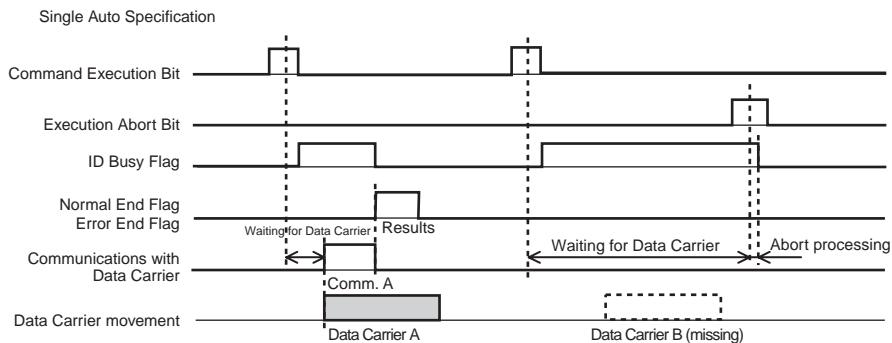 Single Auto Specification
Command Execution Bit
Execution Abort Bit
ID Busy Flag
Normal End Flag
Error End Flag
Results
Waiting for Data Carrier
Waiting for Data Carrier
Abort processing
Communications with
Data Carrier
Comm. A
Data Carrier movement
Data Carrier A
Data Carrier B (missing)